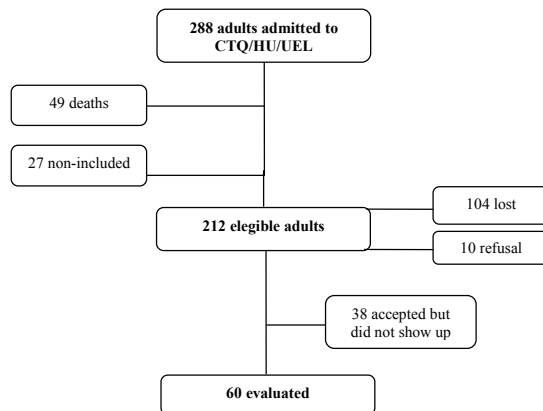 288 adults admitted to
CTQ/HU/UEL
49 deaths
27 non-included
212 elegible adults
104 lost
10 refusal
38 accepted but
did not show up
60 evaluated